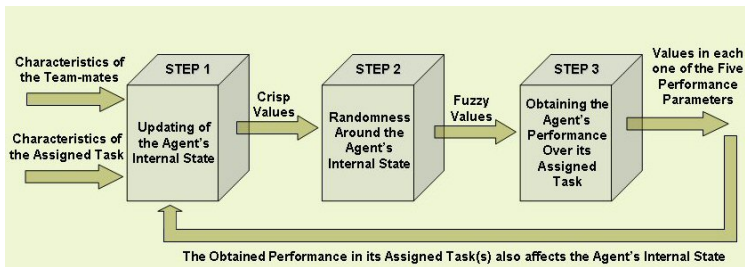 Characteristics of
the Team-mates
Characteristics of
the Assigned Task
STEP 1
Updating of
the Agent's
Internal State
Crisp
Values
STEP 2
Randomness
Around the
Agent's
Internal State
Fuzzy
Values
STEP 3
Obtaining the
Agent's
Performance
Over its
Assigned
Task
Values in each
one of the Five
Performance
Parameters
The Obtained Performance in its Assigned Task(s) also affects the Agent's Internal State